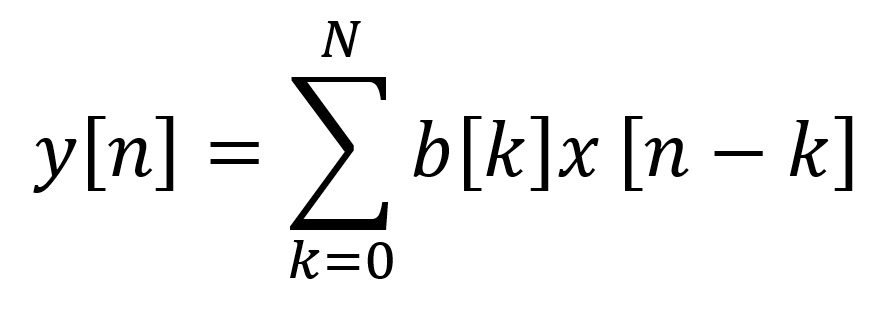 y[n] = ∑_{k=0}^{N} b[k]x [n − k]